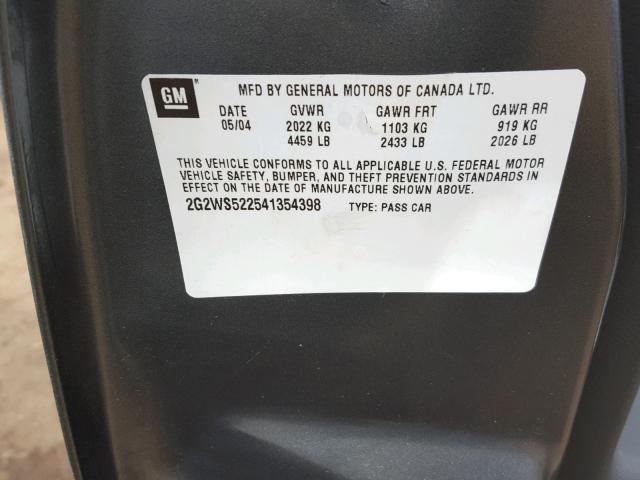 GM
MFD BY GENERAL MOTORS OF CANADA LTD.
DATE GVWR GAWR FRT GAWR RR
05/04 2022 KG 1103 KG 919 KG
4459 LB 2433 LB 2026 LB
THIS VEHICLE CONFORMS TO ALL APPLICABLE U.S. FEDERAL MOTOR
VEHICLE SAFETY, BUMPER, AND THEFT PREVENTION STANDARDS IN
EFFECT ON THE DATE OF MANUFACTURE SHOWN ABOVE.
2G2WS522541354398 TYPE: PASS CAR